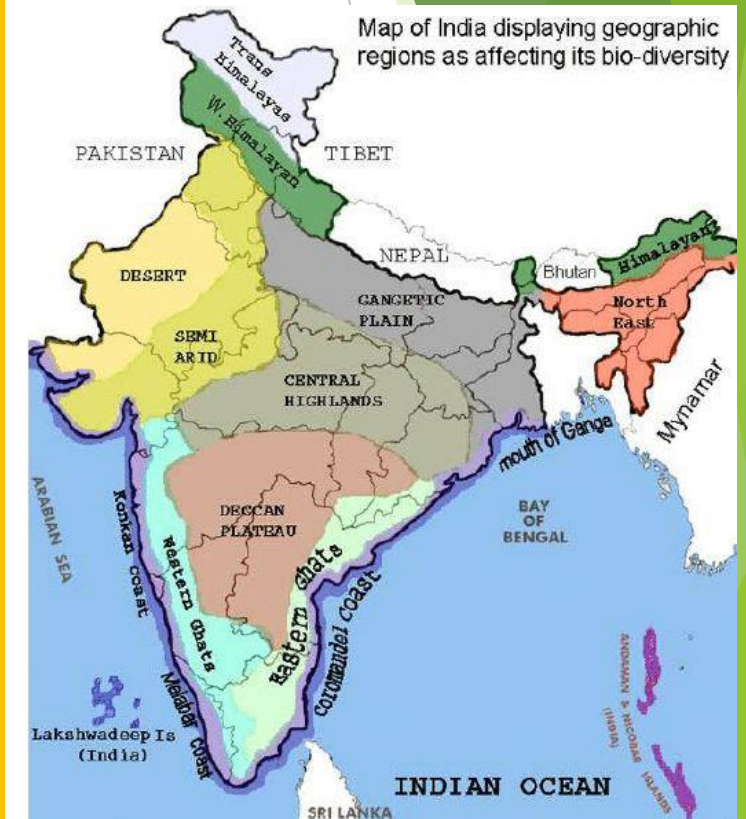 Map of India displaying geographic
regions as affecting its bio-diversity
Trans
Himalayas
W. Himalayan
PAKISTAN
TIBET
NEPAL
Bhutan
Himalayan
DESERT
GANGETIC
PLAIN
North
East
SEMI
ARID
CENTRAL
HIGHLANDS
Mynamar
mouth of Ganga
ARABIAN SEA
Konkan coast
DECCAN
PLATEAU
BAY
OF
BENGAL
Western Ghats
Eastern Ghats
Coromandel coast
Malabar coast
ANDAMAN & NICOBAR ISLANDS
(INDIA)
Lakshwadeep Is
(India)
INDIAN OCEAN
SRI LANKA